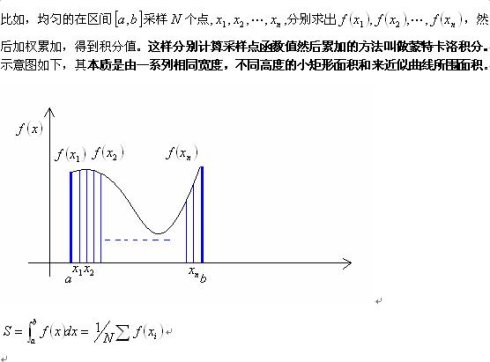 比如，均匀的在区间[a,b]采样N个点，x₁,x₂,⋯,xₙ,分别求出f(x₁),f(x₂),⋯,f(xₙ)，然
后加权累加，得到积分值。这样分别计算采样点函数值然后累加的方法叫做蒙特卡洛积分。
示意图如下，其本质是由一系列相同宽度，不同高度的小矩形面积和来近似曲线所围面积。
f(x)
f(x₁) f(x₂) f(xₙ)
x₁ x₂ xₙ
a b
S = ∫ₐᵇ f(x)dx = 1/N ∑ f(xᵢ)